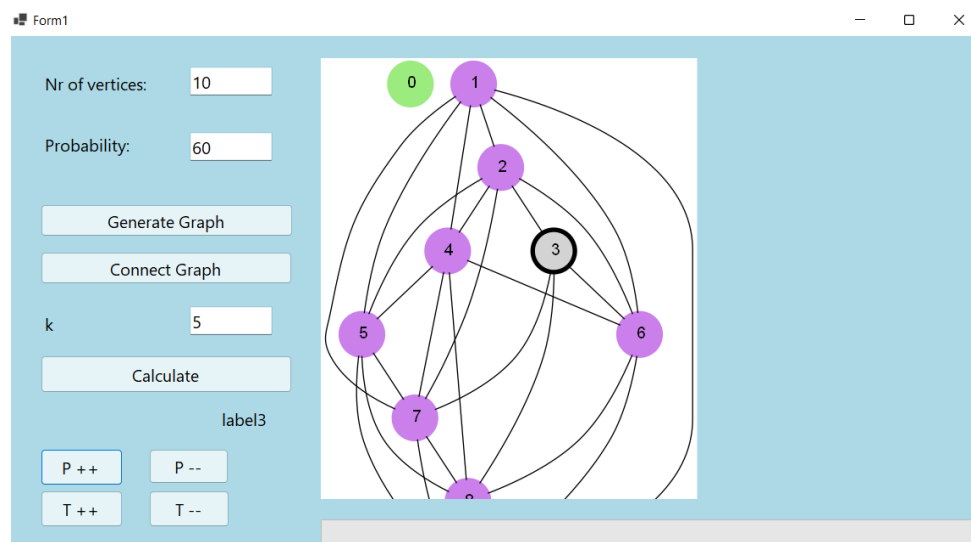 Form1
Nr of vertices: 10
Probability: 60
Generate Graph
Connect Graph
k 5
Calculate
label3
P ++ P --
T ++ T --
0 1
2
4 3
5 6
7
8